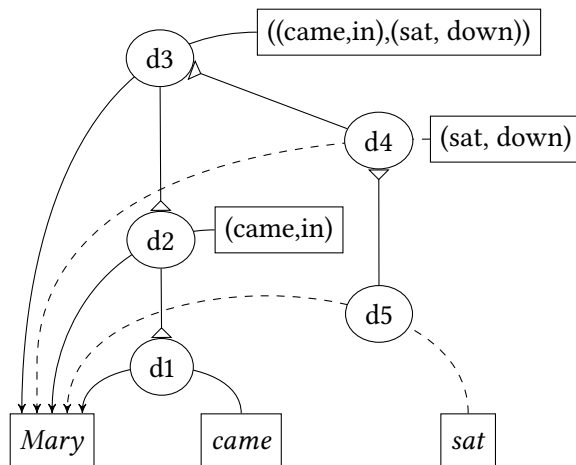 ((came,in),(sat, down))
d3
d4
(sat, down)
d2
(came,in)
d5
d1
Mary
came
sat